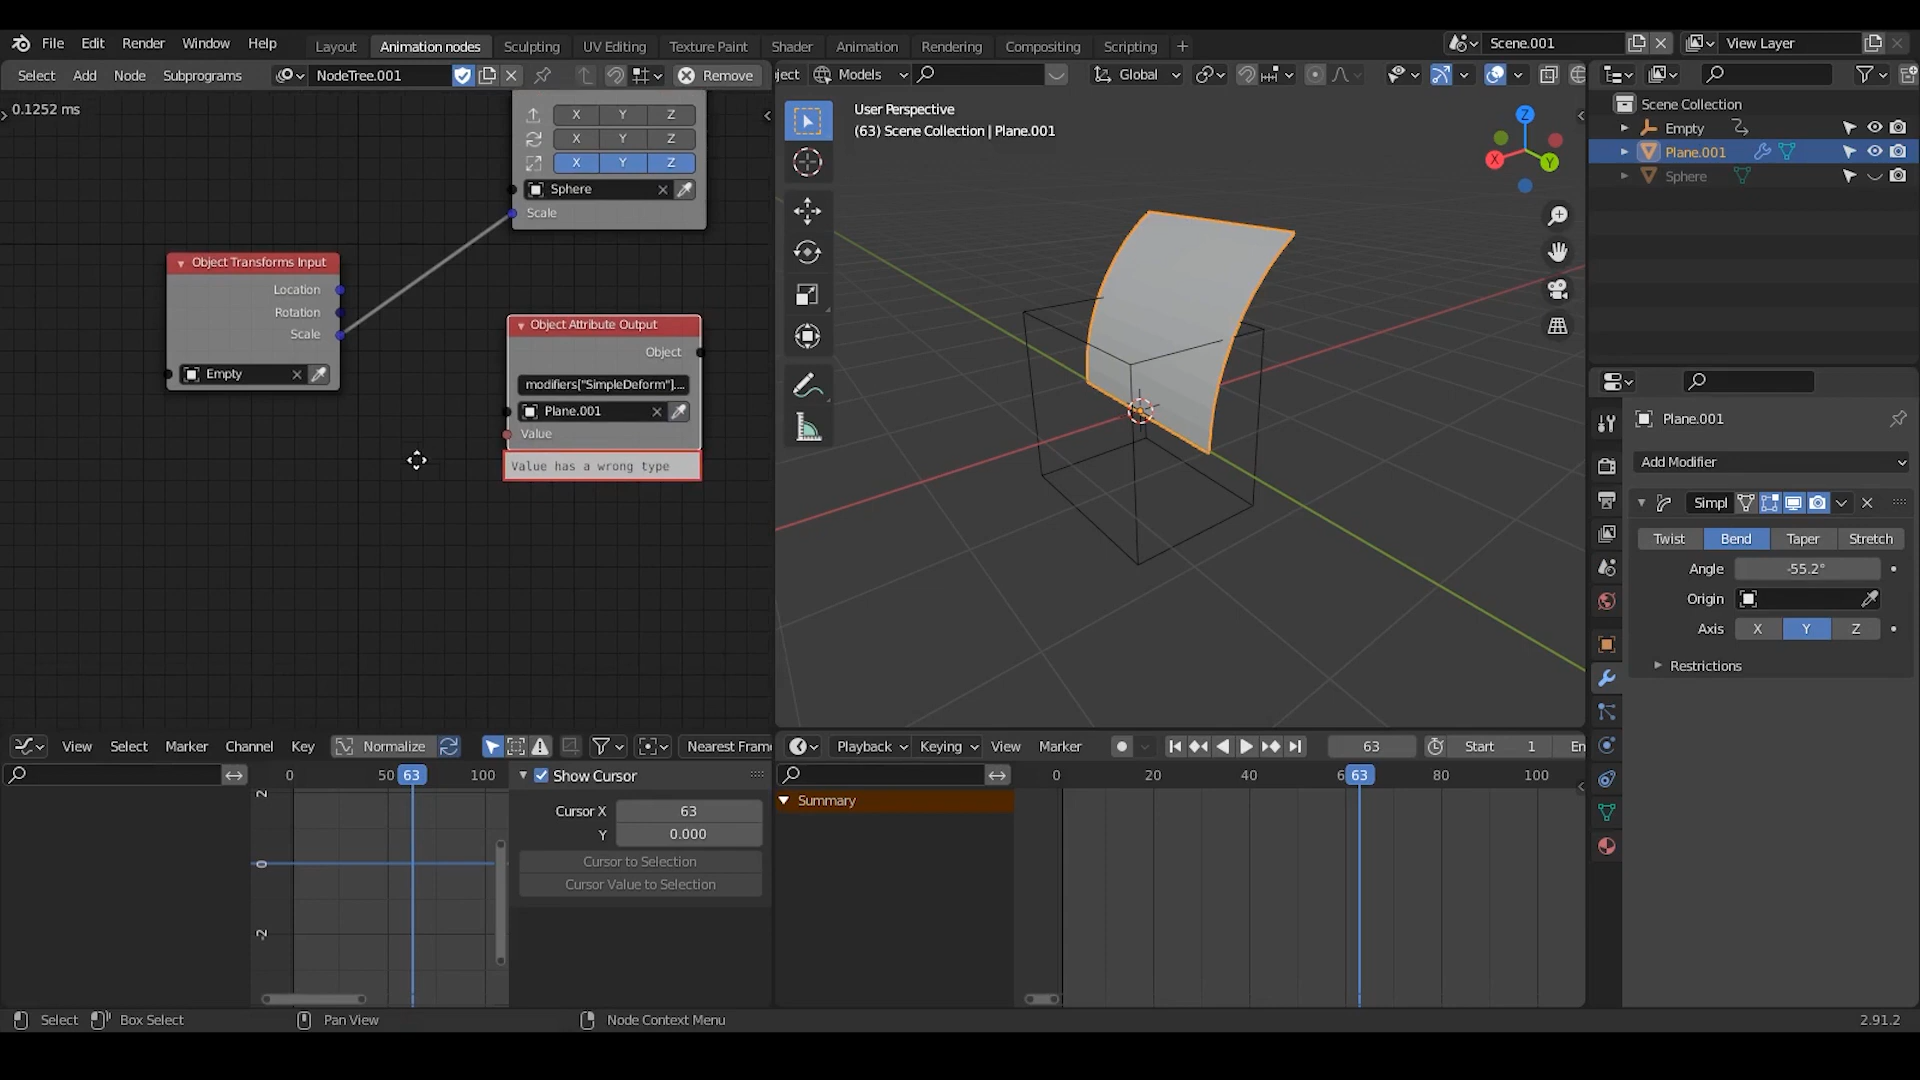 File Edit Render Window Help Layout Animation nodes Sculpting UV Editing Texture Paint Shader Animation Rendering Compositing Scripting Scene.001 View Layer
Select Add Node Subprograms NodeTree.001 Remove ject Models Global
0.1252 ms
X Y Z
X Y Z
X Y Z
Sphere
Scale
Object Transforms Input
Location
Rotation
Scale
Empty
Object Attribute Output
Object
modifiers["SimpleDeform"]....
Plane.001
Value
Value has a wrong type
User Perspective
(63) Scene Collection | Plane.001
Z
X Y
Scene Collection
Empty
Plane.001
Sphere
Plane.001
Add Modifier
Simpl
Twist Bend Taper Stretch
Angle -55.2°
Origin
Axis X Y Z
Restrictions
View Select Marker Channel Key Normalize Nearest Fram
0 50 63 100
2
0
-2
Show Cursor
Cursor X 63
Y 0.000
Cursor to Selection
Cursor Value to Selection
Playback Keying View Marker 63 Start 1 En
0 20 40 6 63 80 100
Summary
Select Box Select Pan View Node Context Menu 2.91.2